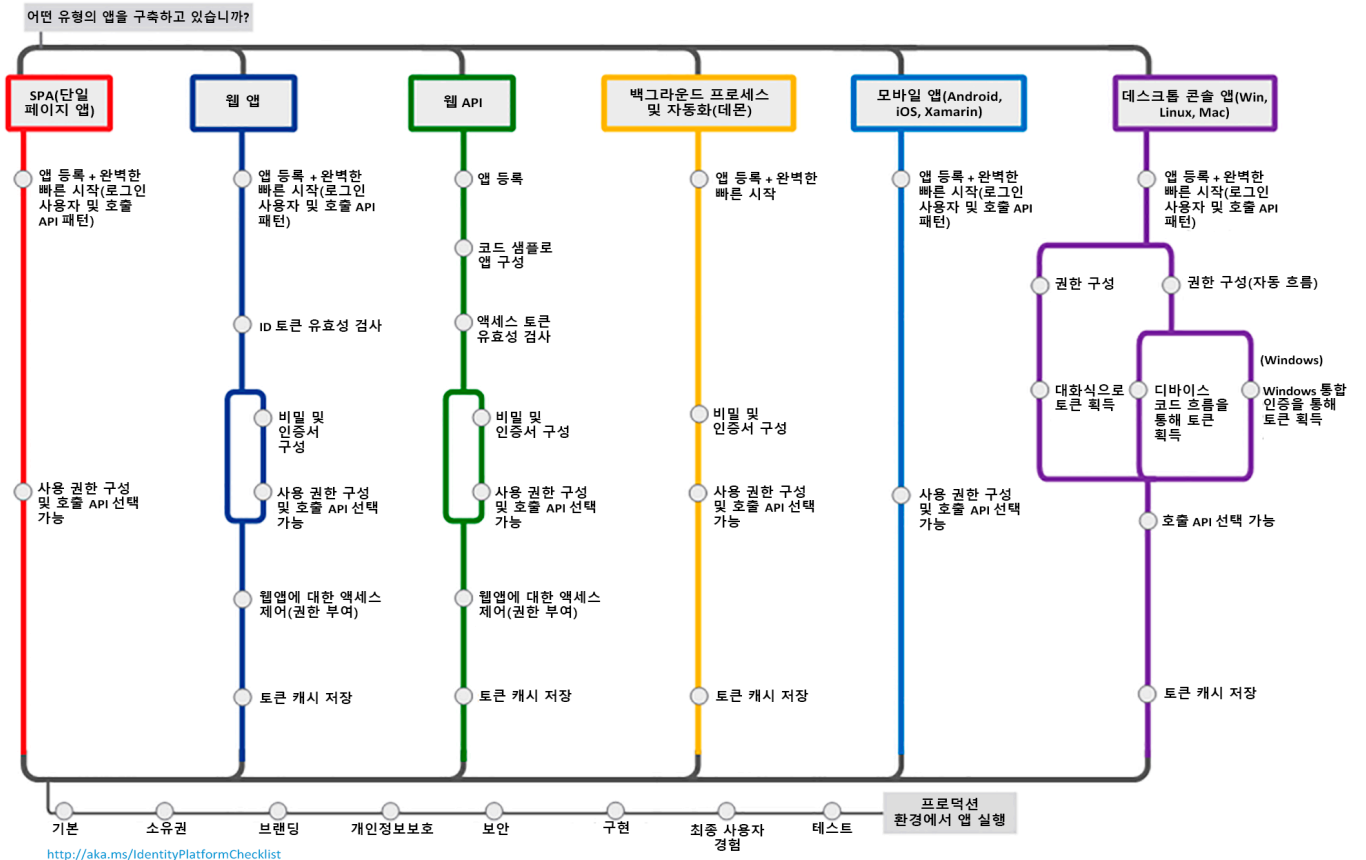 어떤 유형의 앱을 구축하고 있습니까?
SPA(단일
페이지 앱)
웹 앱
웹 API
백그라운드 프로세스
및 자동화(데몬)
모바일 앱(Android,
iOS, Xamarin)
데스크톱 콘솔 앱(Win,
Linux, Mac)
앱 등록 + 완벽한
빠른 시작(로그인
사용자 및 호출
API 패턴)
사용 권한 구성
및 호출 API 선택
가능
앱 등록 + 완벽한
빠른 시작(로그인
사용자 및 호출 API
패턴)
ID 토큰 유효성 검사
비밀 및
인증서
구성
사용 권한 구성
및 호출 API 선택
가능
웹앱에 대한 액세스
제어(권한 부여)
토큰 캐시 저장
앱 등록
코드 샘플로
앱 구성
액세스 토큰
유효성 검사
비밀 및
인증서 구성
사용 권한 구성
및 호출 API 선택
가능
웹앱에 대한 액세스
제어(권한 부여)
토큰 캐시 저장
앱 등록 + 완벽한
빠른 시작
비밀 및
인증서 구성
사용 권한 구성
및 호출 API 선택
가능
토큰 캐시 저장
앱 등록 + 완벽한
빠른 시작(로그인
사용자 및 호출 API
패턴)
사용 권한 구성
및 호출 API 선택
가능
앱 등록 + 완벽한
빠른 시작(로그인
사용자 및 호출 API
패턴)
권한 구성
권한 구성(자동 흐름)
(Windows)
대화식으로
토큰 획득
디바이스
코드 흐름을
통해 토큰
획득
Windows 통합
인증을 통해
토큰 획득
호출 API 선택 가능
토큰 캐시 저장
기본
소유권
브랜딩
개인정보보호
보안
구현
최종 사용자
경험
테스트
프로덕션
환경에서 앱 실행
http://aka.ms/IdentityPlatformChecklist